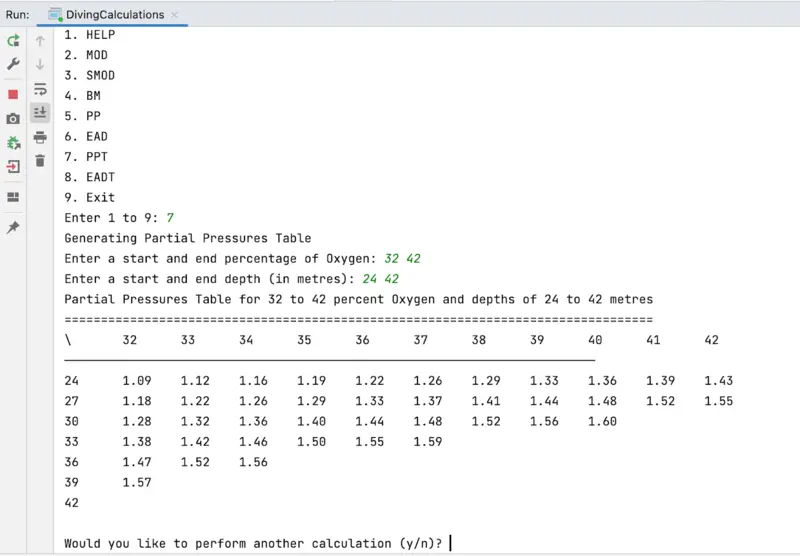 Run: DivingCalculations ×
1. HELP
2. MOD
3. SMOD
4. BM
5. PP
6. EAD
7. PPT
8. EADT
9. Exit
Enter 1 to 9: 7
Generating Partial Pressures Table
Enter a start and end percentage of Oxygen: 32 42
Enter a start and end depth (in metres): 24 42
Partial Pressures Table for 32 to 42 percent Oxygen and depths of 24 to 42 metres
=================================================================================
\ 32 33 34 35 36 37 38 39 40 41 42
24 1.09 1.12 1.16 1.19 1.22 1.26 1.29 1.33 1.36 1.39 1.43
27 1.18 1.22 1.26 1.29 1.33 1.37 1.41 1.44 1.48 1.52 1.55
30 1.28 1.32 1.36 1.40 1.44 1.48 1.52 1.56 1.60
33 1.38 1.42 1.46 1.50 1.55 1.59
36 1.47 1.52 1.56
39 1.57
42
Would you like to perform another calculation (y/n)?